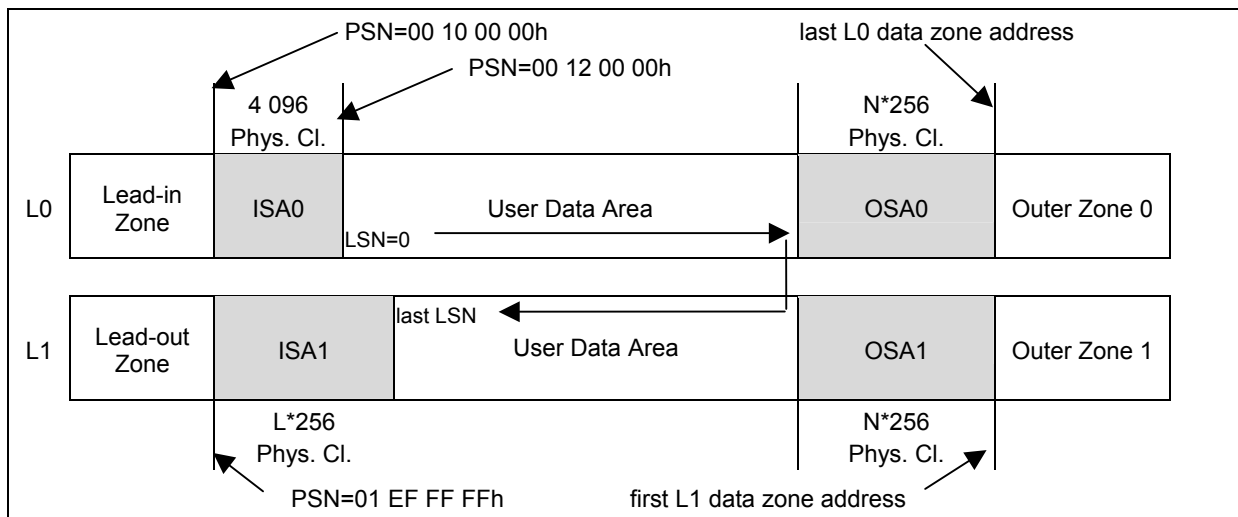 PSN=00 10 00 00h
last L0 data zone address
PSN=00 12 00 00h
4 096
Phys. Cl.
N*256
Phys. Cl.
L0
Lead-in
Zone
ISA0
LSN=0
User Data Area
OSA0
Outer Zone 0
L1
Lead-out
Zone
ISA1
last LSN
User Data Area
OSA1
Outer Zone 1
L*256
Phys. Cl.
N*256
Phys. Cl.
PSN=01 EF FF FFh
first L1 data zone address